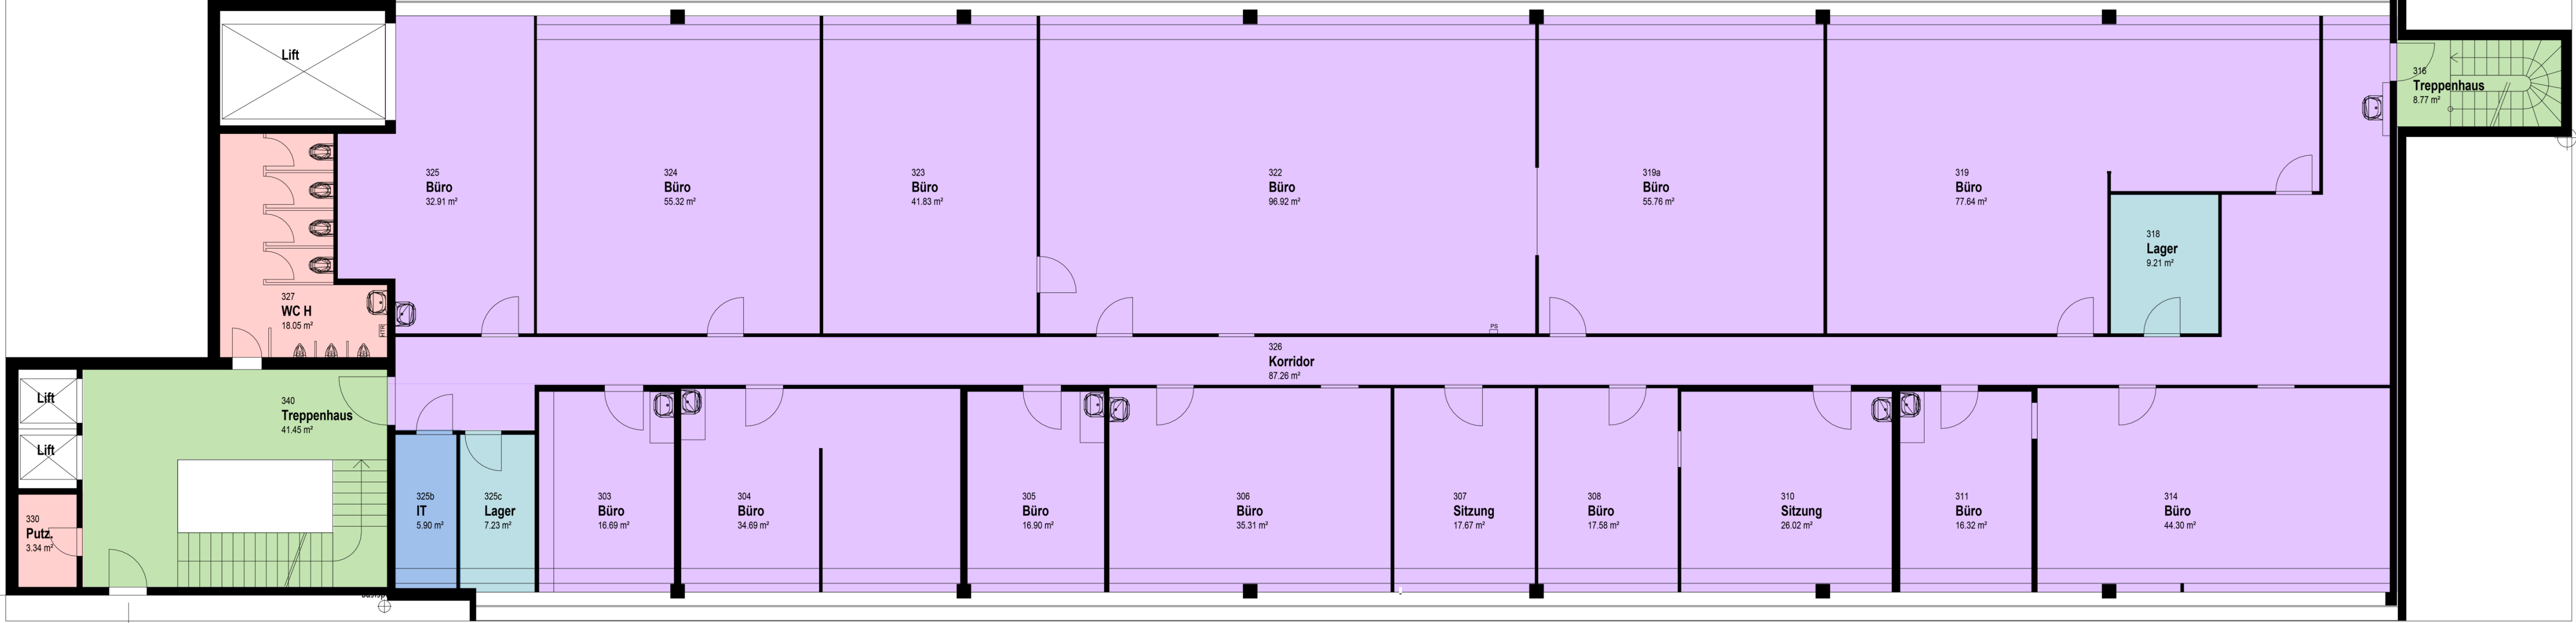 Lift
316
Treppenhaus
8.77 m²
325
Büro
32.91 m²
324
Büro
55.32 m²
323
Büro
41.83 m²
322
Büro
96.92 m²
319a
Büro
55.76 m²
319
Büro
77.64 m²
318
Lager
9.21 m²
327
WC H
18.05 m²
HTR
PS
326
Korridor
87.26 m²
Lift
Lift
340
Treppenhaus
41.45 m²
330
Putz.
3.34 m²
325b
IT
5.90 m²
325c
Lager
7.23 m²
303
Büro
16.69 m²
304
Büro
34.69 m²
305
Büro
16.90 m²
306
Büro
35.31 m²
307
Sitzung
17.67 m²
308
Büro
17.58 m²
310
Sitzung
26.02 m²
311
Büro
16.32 m²
314
Büro
44.30 m²